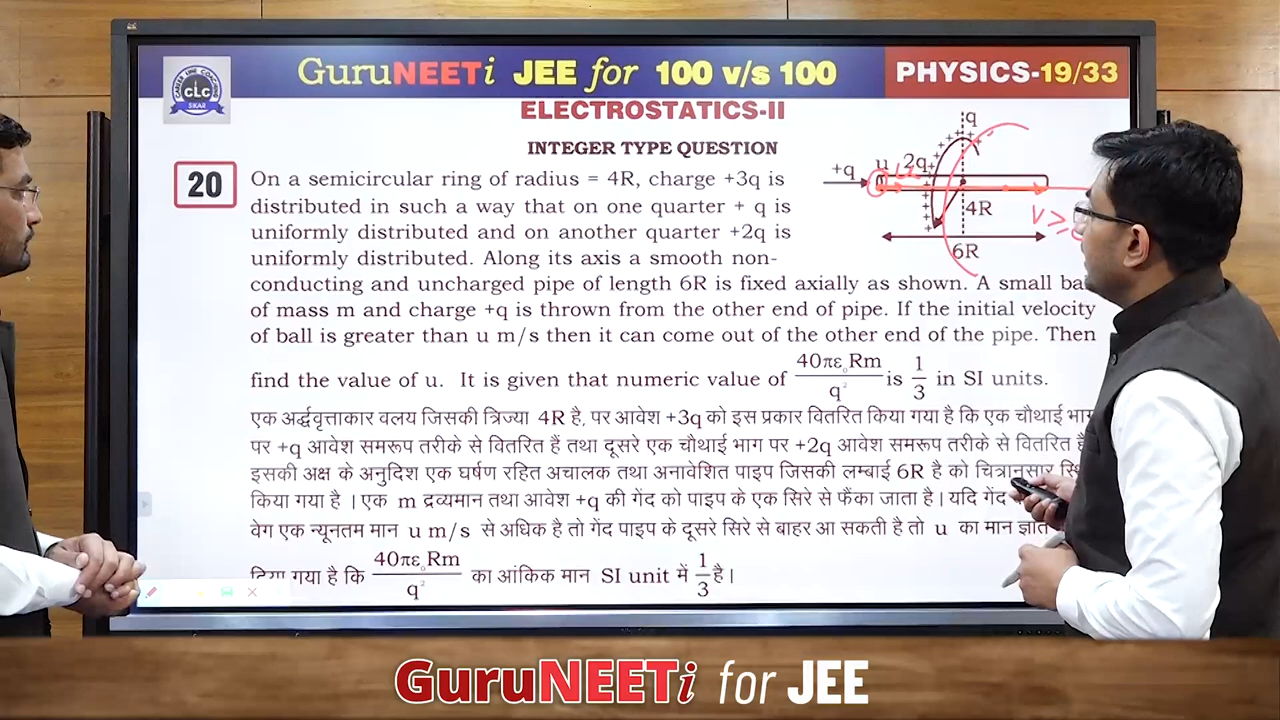 GuruNEETi JEE for 100 v/s 100
PHYSICS-19/33
CAREER LINE COACHING
CLC
SIKAR
ELECTROSTATICS-II
INTEGER TYPE QUESTION
20
On a semicircular ring of radius = 4R, charge +3q is
distributed in such a way that on one quarter + q is
uniformly distributed and on another quarter +2q is
uniformly distributed. Along its axis a smooth non-
conducting and uncharged pipe of length 6R is fixed axially as shown. A small
of mass m and charge +q is thrown from the other end of pipe. If the initial velocity
of ball is greater than u m/s then it can come out of the other end of the pipe. Then
find the value of u. It is given that numeric value of 40πε₀Rm/q² is 1/3 in SI units.
q
+q u 2q
4R
V >
6R
एक अर्द्धवृत्ताकार वलय जिसकी त्रिज्या 4R है, पर आवेश +3q को इस प्रकार वितरित किया गया है कि एक चौथाई भाग
पर +q आवेश समरूप तरीके से वितरित हैं तथा दूसरे एक चौथाई भाग पर +2q आवेश समरूप तरीके से वितरित
इसकी अक्ष के अनुदिश एक घर्षण रहित अचालक तथा अनावेशित पाइप जिसकी लम्बाई 6R है को चित्रानुसार
किया गया है । एक m द्रव्यमान तथा आवेश +q की गेंद को पाइप के एक सिरे से फैंका जाता है। यदि गेंद
वेग एक न्यूनतम मान u m/s से अधिक है तो गेंद पाइप के दूसरे सिरे से बाहर आ सकती है तो u का मान
दिया गया है कि 40πε₀Rm/q² का आंकिक मान SI unit में 1/3 है।
GuruNEETi for JEE